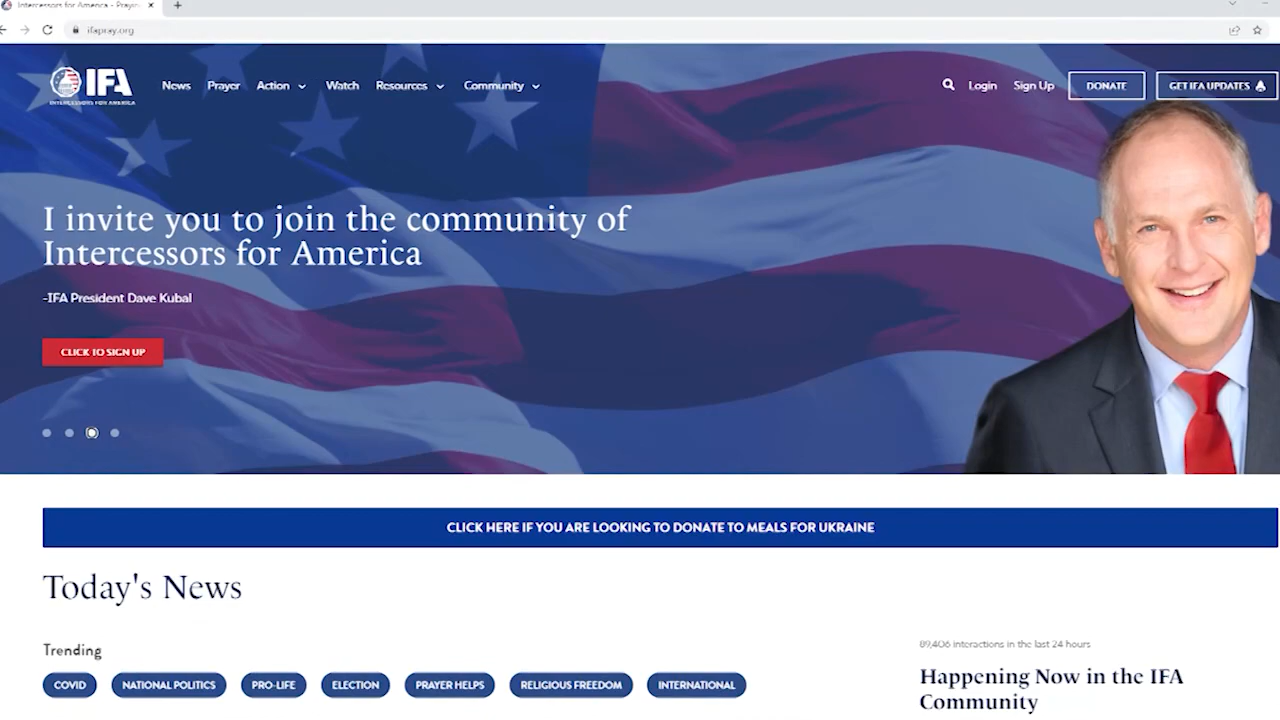 Intercessors for America - Prayin
ifapray.org
IFA
INTERCESSORS FOR AMERICA
News Prayer Action Watch Resources Community Login Sign Up DONATE GET IFA UPDATES
I invite you to join the community of
Intercessors for America
-IFA President Dave Kubal
CLICK TO SIGN UP
CLICK HERE IF YOU ARE LOOKING TO DONATE TO MEALS FOR UKRAINE
Today's News
Trending
COVID NATIONAL POLITICS PRO-LIFE ELECTION PRAYER HELPS RELIGIOUS FREEDOM INTERNATIONAL
89,406 interactions in the last 24 hours
Happening Now in the IFA
Community